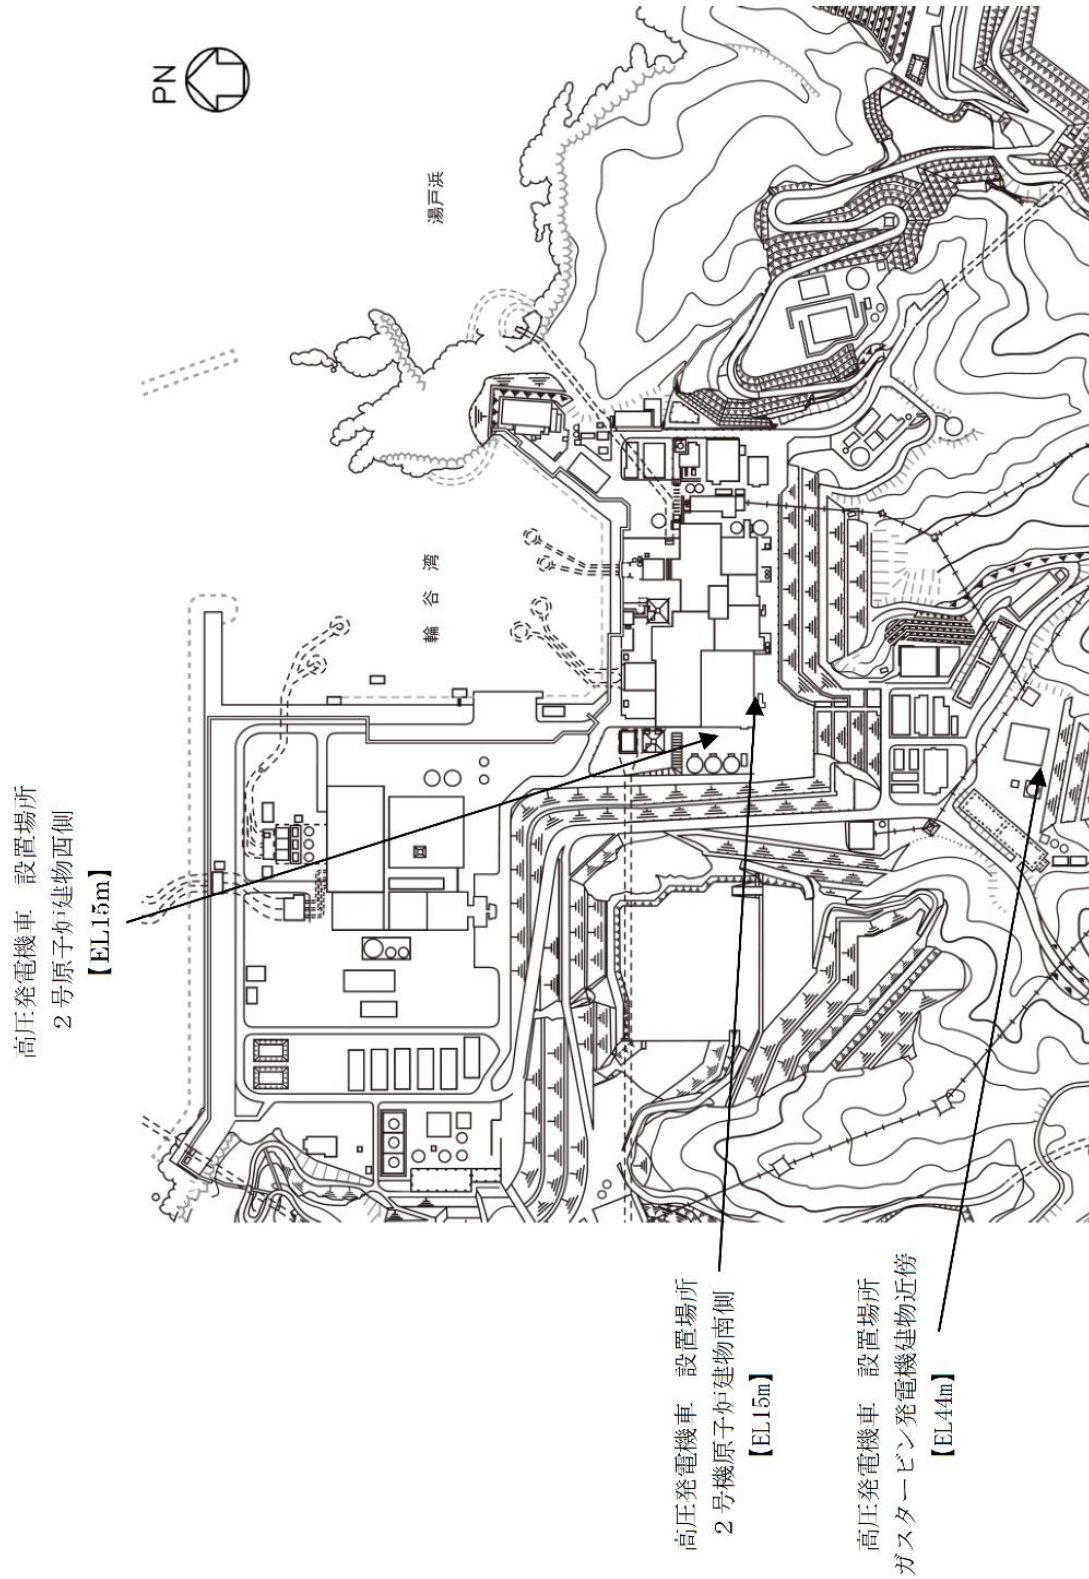 高圧発電機車　設置場所
２号原子炉建物西側
【EL15m】
PN
湯戸浜
輪谷湾
高圧発電機車　設置場所
２号機原子炉建物南側
【EL15m】
高圧発電機車　設置場所
ガスタービン発電機建物近傍
【EL44m】